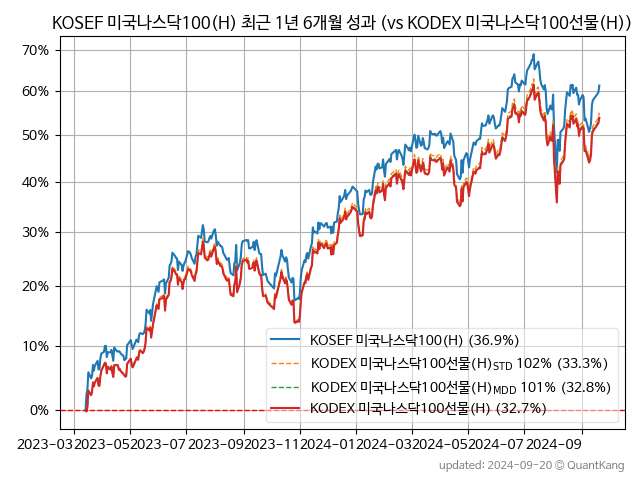 KOSEF 미국나스닥100(H) 최근 1년 6개월 성과 (vs KODEX 미국나스닥100선물(H))
70%
60%
50%
40%
30%
20%
10%
0%
KOSEF 미국나스닥100(H) (36.9%)
KODEX 미국나스닥100선물(H)STD 102% (33.3%)
KODEX 미국나스닥100선물(H)MDD 101% (32.8%)
KODEX 미국나스닥100선물(H) (32.7%)
2023-03 2023-05 2023-07 2023-09 2023-11 2024-01 2024-03 2024-05 2024-07 2024-09
updated: 2024-09-20 © QuantKang